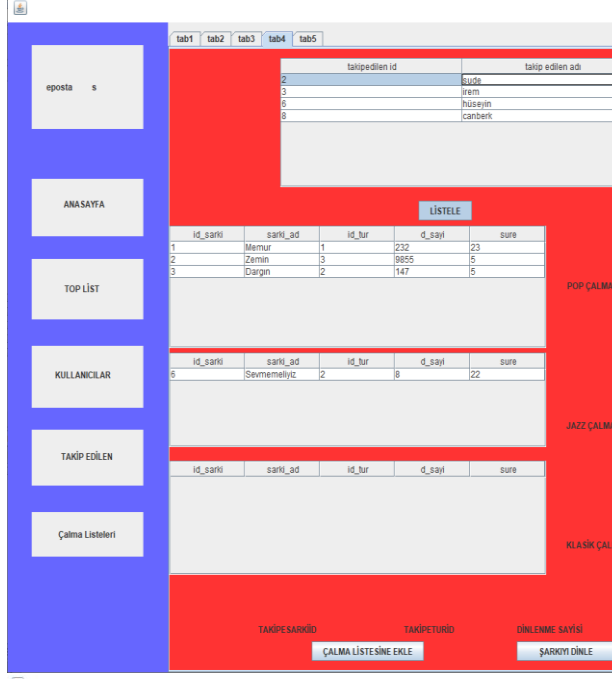 tab1 tab2 tab3 tab4 tab5
takipedilen id takip edilen adı
2 sude
3 irem
6 hüseyin
8 canberk
eposta s
ANASAYFA
TOP LİST
KULLANICILAR
TAKİP EDİLEN
Çalma Listeleri
LİSTELE
id_sarki sarki_ad id_tur d_sayi sure
1 Memur 1 232 23
2 Zemin 3 9855 5
3 Dargın 2 147 5
POP ÇALMA
id_sarki sarki_ad id_tur d_sayi sure
6 Sevmemeliyiz 2 8 22
JAZZ ÇALMA
id_sarki sarki_ad id_tur d_sayi sure
KLASİK ÇAL
TAKİPESARKİİD TAKİPETURİD DİNLENME SAYİSİ
ÇALMA LİSTESİNE EKLE ŞARKIYI DİNLE